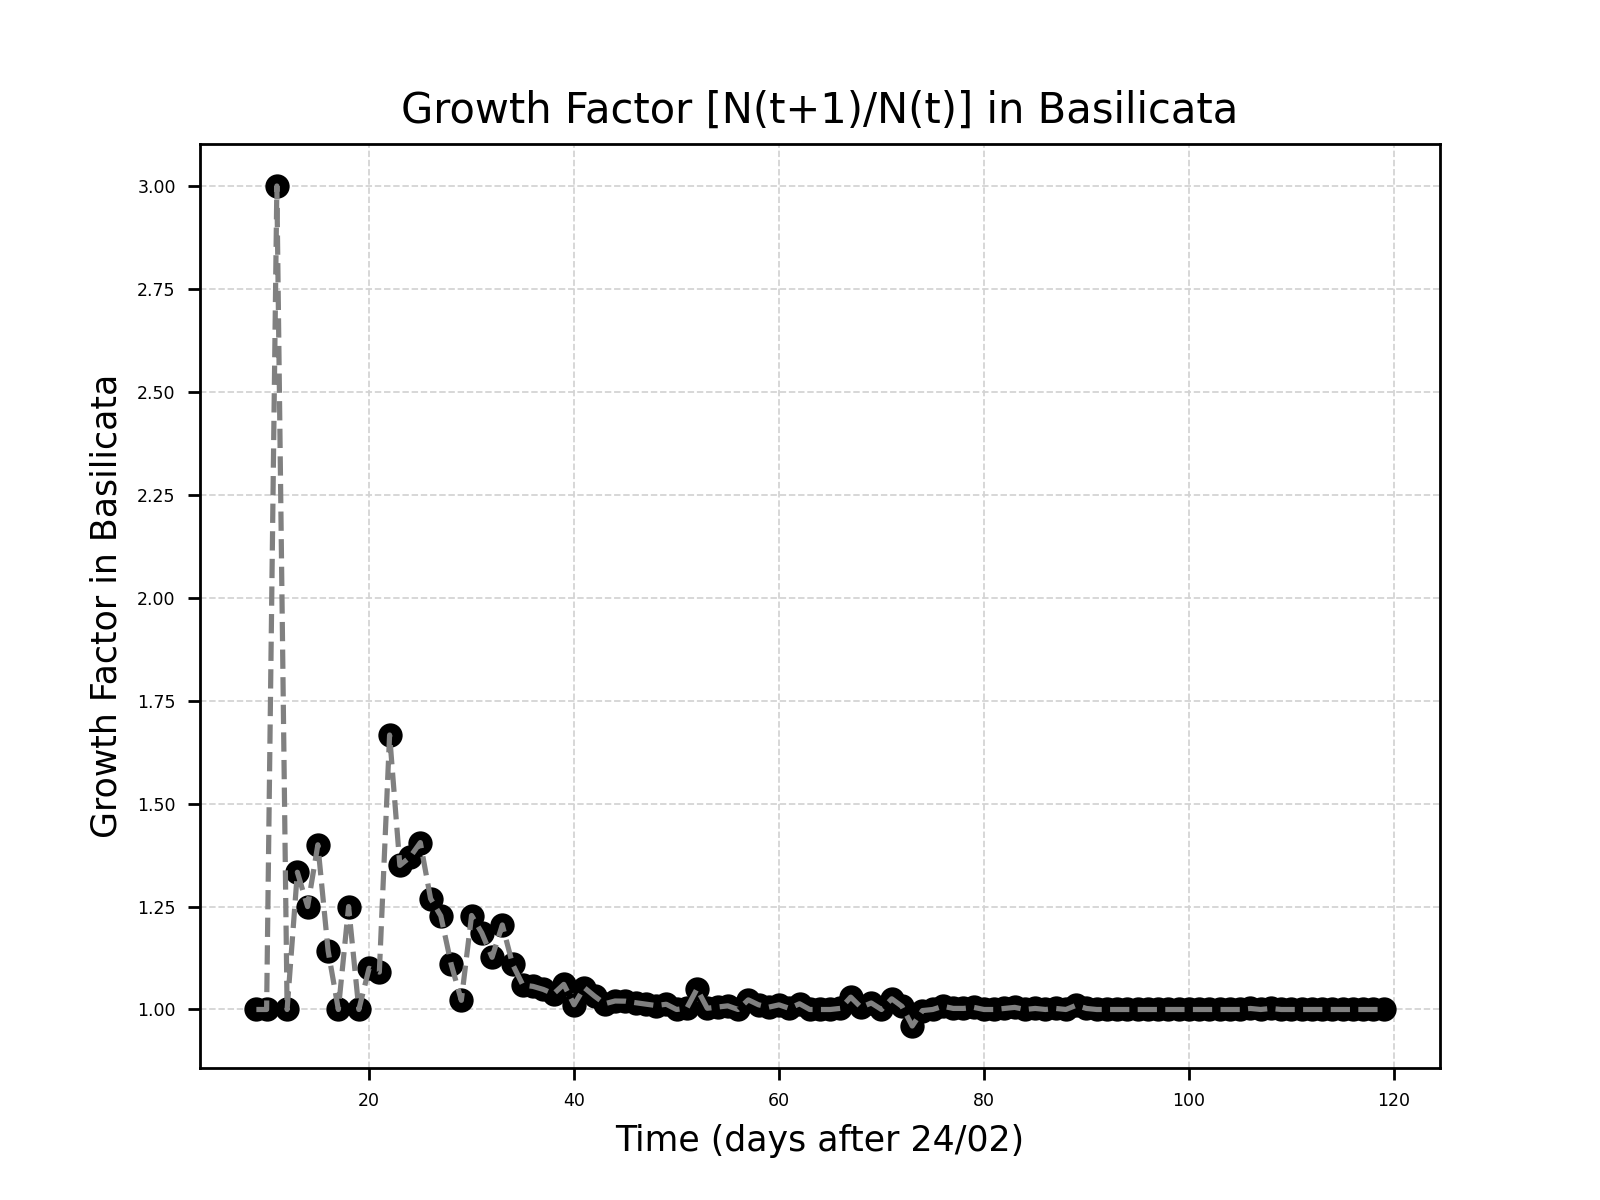 Growth Factor [N(t+1)/N(t)] in Basilicata
Growth Factor in Basilicata
3.00
2.75
2.50
2.25
2.00
1.75
1.50
1.25
1.00
20 40 60 80 100 120
Time (days after 24/02)